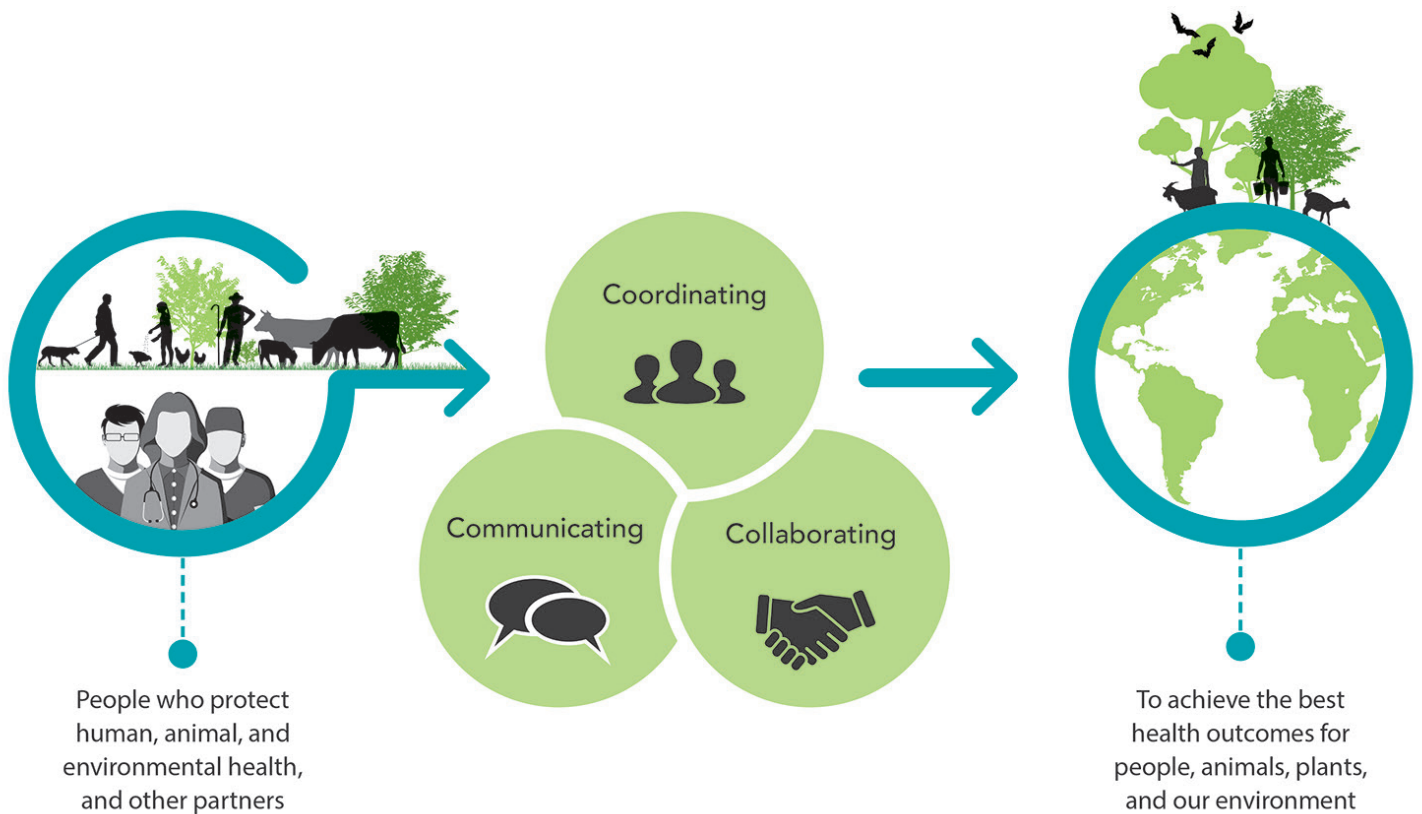 Coordinating
Communicating
Collaborating
People who protect
human, animal, and
environmental health,
and other partners
To achieve the best
health outcomes for
people, animals, plants,
and our environment